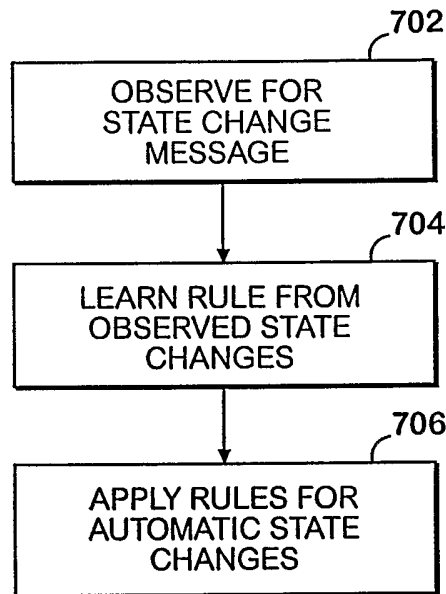 702
OBSERVE FOR
STATE CHANGE
MESSAGE
704
LEARN RULE FROM
OBSERVED STATE
CHANGES
706
APPLY RULES FOR
AUTOMATIC STATE
CHANGES